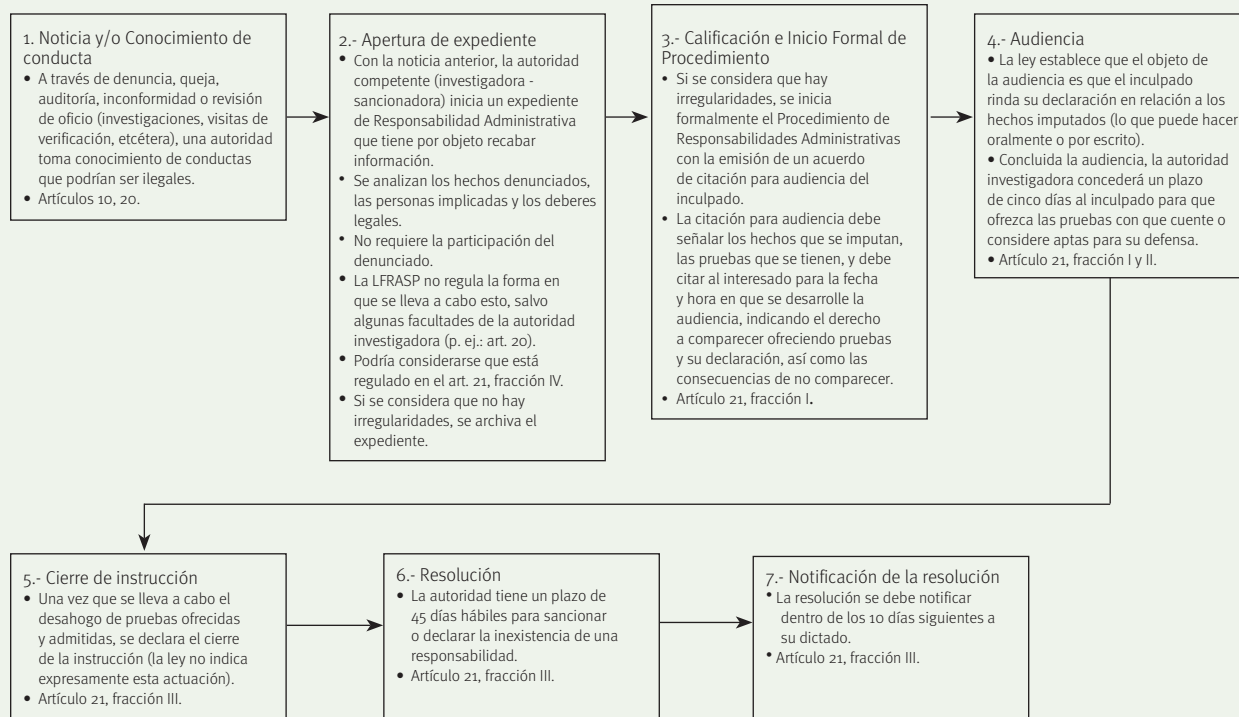 1. Noticia y/o Conocimiento de
conducta
• A través de denuncia, queja,
auditoría, inconformidad o revisión
de oficio (investigaciones, visitas de
verificación, etcétera), una autoridad
toma conocimiento de conductas
que podrían ser ilegales.
• Artículos 10, 20.
2.- Apertura de expediente
• Con la noticia anterior, la autoridad
competente (investigadora -
sancionadora) inicia un expediente
de Responsabilidad Administrativa
que tiene por objeto recabar
información.
• Se analizan los hechos denunciados,
las personas implicadas y los deberes
legales.
• No requiere la participación del
denunciado.
• La LFRASP no regula la forma en
que se lleva a cabo esto, salvo
algunas facultades de la autoridad
investigadora (p. ej.: art. 20).
• Podría considerarse que está
regulado en el art. 21, fracción IV.
• Si se considera que no hay
irregularidades, se archiva el
expediente.
3.- Calificación e Inicio Formal de
Procedimiento
• Si se considera que hay
irregularidades, se inicia
formalmente el Procedimiento de
Responsabilidades Administrativas
con la emisión de un acuerdo
de citación para audiencia del
inculpado.
• La citación para audiencia debe
señalar los hechos que se imputan,
las pruebas que se tienen, y debe
citar al interesado para la fecha
y hora en que se desarrolle la
audiencia, indicando el derecho
a comparecer ofreciendo pruebas
y su declaración, así como las
consecuencias de no comparecer.
• Artículo 21, fracción I.
4.- Audiencia
• La ley establece que el objeto de
la audiencia es que el inculpado
rinda su declaración en relación a los
hechos imputados (lo que puede hacer
oralmente o por escrito).
• Concluida la audiencia, la autoridad
investigadora concederá un plazo
de cinco días al inculpado para que
ofrezca las pruebas con que cuente o
considere aptas para su defensa.
• Artículo 21, fracción I y II.
5.- Cierre de instrucción
• Una vez que se lleva a cabo el
desahogo de pruebas ofrecidas
y admitidas, se declara el cierre
de la instrucción (la ley no indica
expresamente esta actuación).
• Artículo 21, fracción III.
6.- Resolución
• La autoridad tiene un plazo de
45 días hábiles para sancionar
o declarar la inexistencia de una
responsabilidad.
• Artículo 21, fracción III.
7.- Notificación de la resolución
• La resolución se debe notificar
dentro de los 10 días siguientes a
su dictado.
• Artículo 21, fracción III.